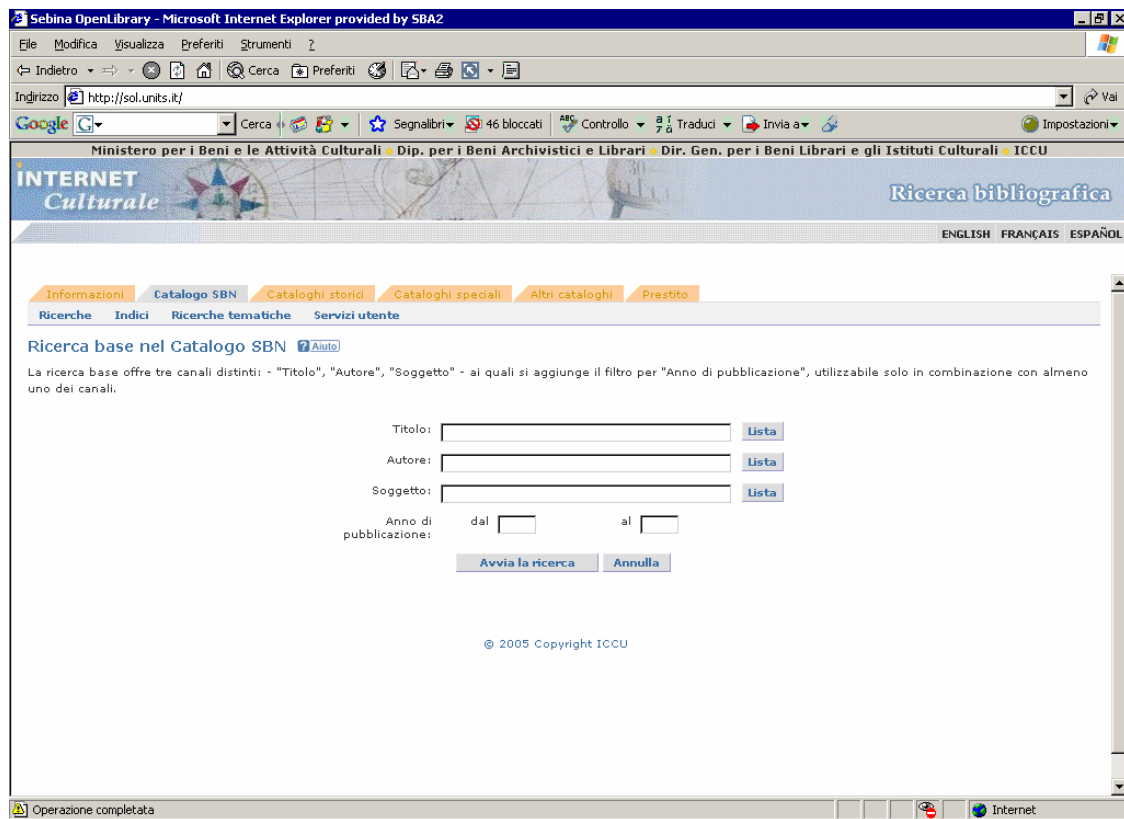 Sebina OpenLibrary - Microsoft Internet Explorer provided by SBA2
File Modifica Visualizza Preferiti Strumenti ?
Indietro Cerca Preferiti
Indirizzo http://sol.units.it/ Vai
Google G Cerca Segnalibri 46 bloccati ABC Controllo Traduci Invia a Impostazioni
Ministero per i Beni e le Attività Culturali Dip. per i Beni Archivistici e Librari Dir. Gen. per i Beni Librari e gli Istituti Culturali ICCU
INTERNET
Culturale Ricerca bibliografica
ENGLISH FRANÇAIS ESPAÑOL
Informazioni Catalogo SBN Cataloghi storici Cataloghi speciali Altri cataloghi Prestito
Ricerche Indici Ricerche tematiche Servizi utente
Ricerca base nel Catalogo SBN ? Aiuto
La ricerca base offre tre canali distinti: - "Titolo", "Autore", "Soggetto" - ai quali si aggiunge il filtro per "Anno di pubblicazione", utilizzabile solo in combinazione con almeno
uno dei canali.
Titolo: Lista
Autore: Lista
Soggetto: Lista
Anno di dal al
pubblicazione:
Avvia la ricerca Annulla
© 2005 Copyright ICCU
Operazione completata Internet